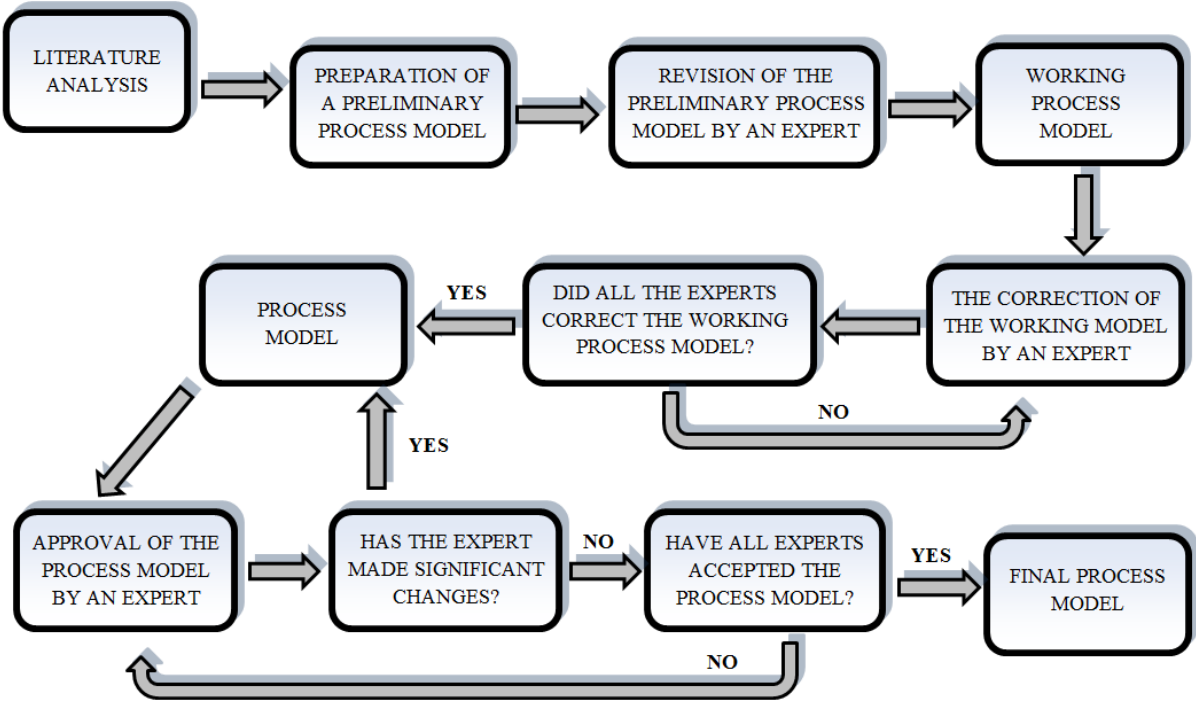 LITERATURE
ANALYSIS
PREPARATION OF
A PRELIMINARY
PROCESS MODEL
REVISION OF THE
PRELIMINARY PROCESS
MODEL BY AN EXPERT
WORKING
PROCESS
MODEL
THE CORRECTION OF
THE WORKING MODEL
BY AN EXPERT
DID ALL THE EXPERTS
CORRECT THE WORKING
PROCESS MODEL?
NO
YES
PROCESS
MODEL
APPROVAL OF THE
PROCESS MODEL
BY AN EXPERT
HAS THE EXPERT
MADE SIGNIFICANT
CHANGES?
YES
NO
HAVE ALL EXPERTS
ACCEPTED THE
PROCESS MODEL?
NO
YES
FINAL PROCESS
MODEL